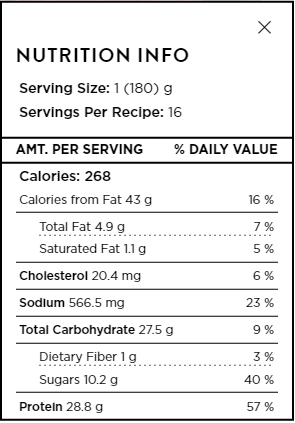 NUTRITION INFO
Serving Size: 1 (180) g
Servings Per Recipe: 16
AMT. PER SERVING % DAILY VALUE
Calories: 268
Calories from Fat 43 g 16 %
Total Fat 4.9 g 7 %
Saturated Fat 1.1 g 5 %
Cholesterol 20.4 mg 6 %
Sodium 566.5 mg 23 %
Total Carbohydrate 27.5 g 9 %
Dietary Fiber 1 g 3 %
Sugars 10.2 g 40 %
Protein 28.8 g 57 %